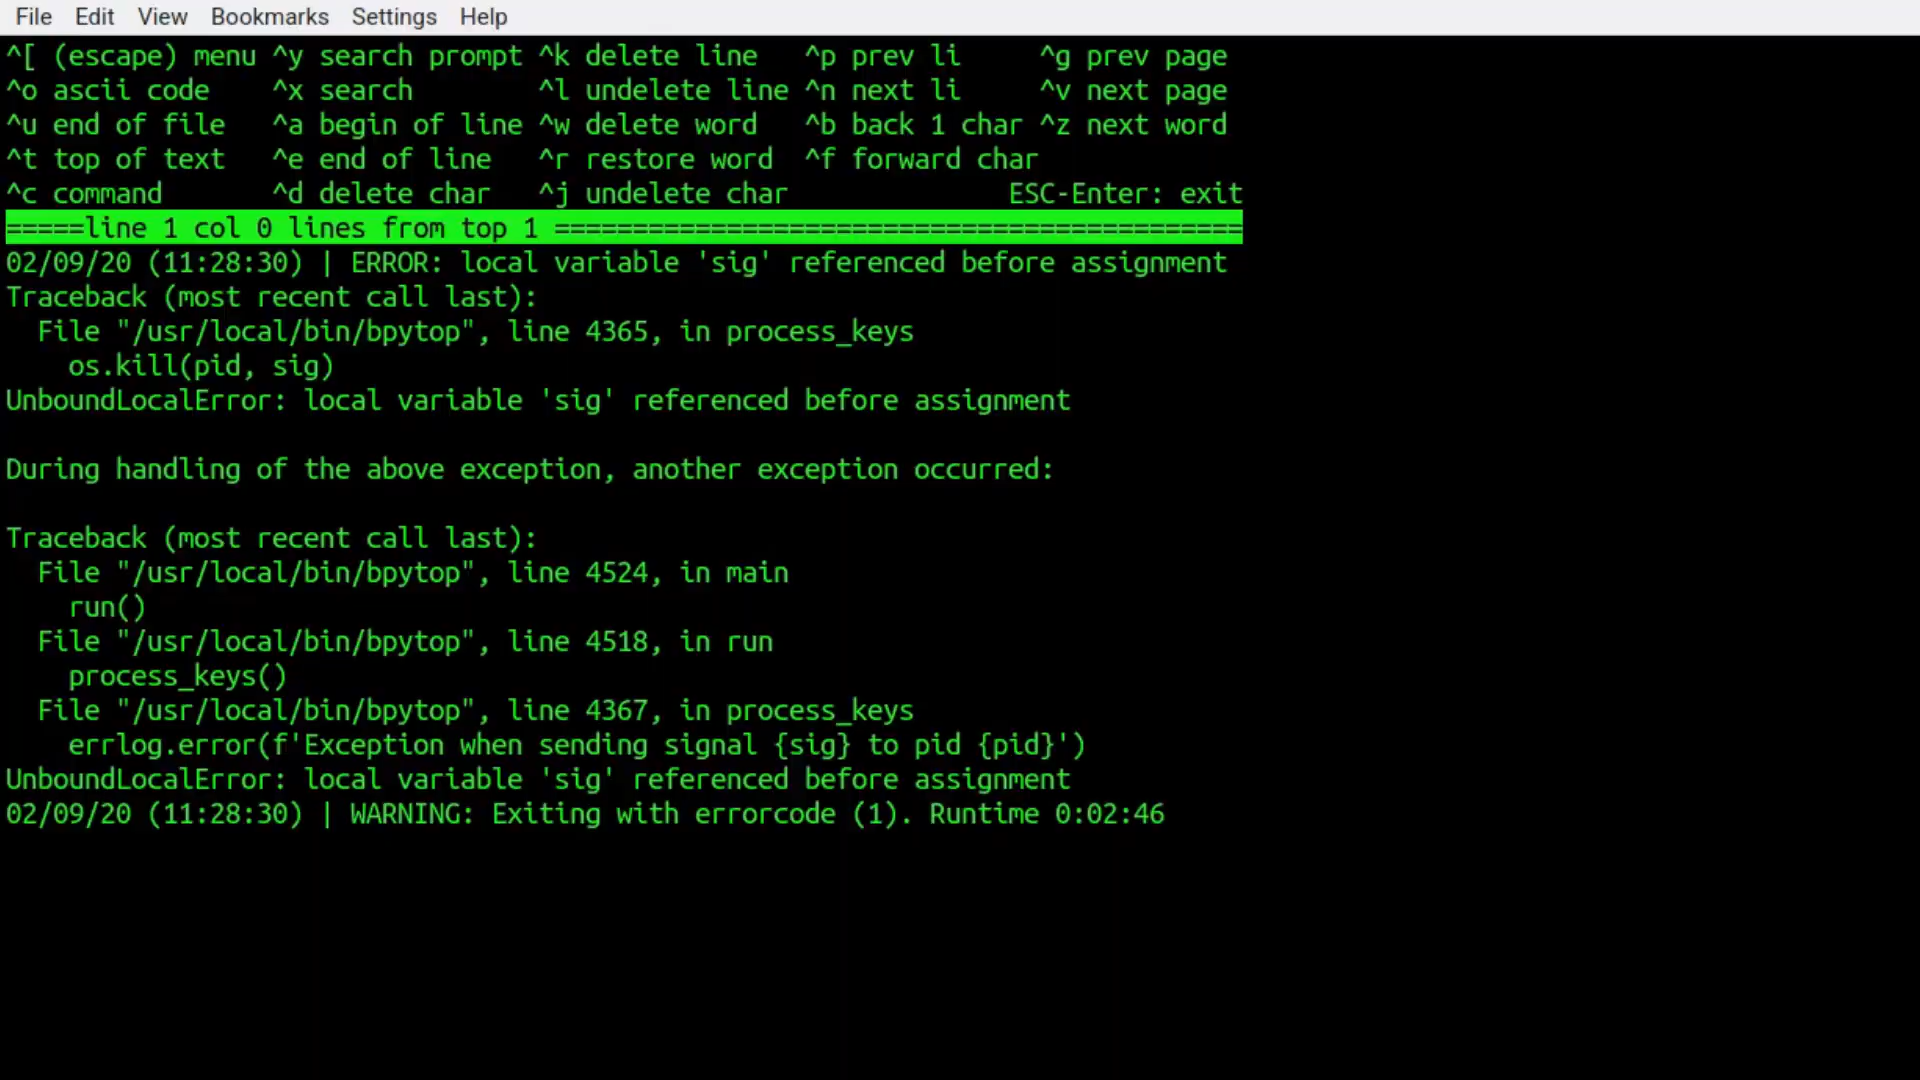 File Edit View Bookmarks Settings Help
^[ (escape) menu ^y search prompt ^k delete line   ^p prev li     ^g prev page
^o ascii code    ^x search        ^l undelete line ^n next li     ^v next page
^u end of file   ^a begin of line ^w delete word   ^b back 1 char ^z next word
^t top of text   ^e end of line   ^r restore word  ^f forward char
^c command       ^d delete char   ^j undelete char              ESC-Enter: exit
=====line 1 col 0 lines from top 1 ============================================
02/09/20 (11:28:30) | ERROR: local variable 'sig' referenced before assignment
Traceback (most recent call last):
  File "/usr/local/bin/bpytop", line 4365, in process_keys
    os.kill(pid, sig)
UnboundLocalError: local variable 'sig' referenced before assignment

During handling of the above exception, another exception occurred:

Traceback (most recent call last):
  File "/usr/local/bin/bpytop", line 4524, in main
    run()
  File "/usr/local/bin/bpytop", line 4518, in run
    process_keys()
  File "/usr/local/bin/bpytop", line 4367, in process_keys
    errlog.error(f'Exception when sending signal {sig} to pid {pid}')
UnboundLocalError: local variable 'sig' referenced before assignment
02/09/20 (11:28:30) | WARNING: Exiting with errorcode (1). Runtime 0:02:46